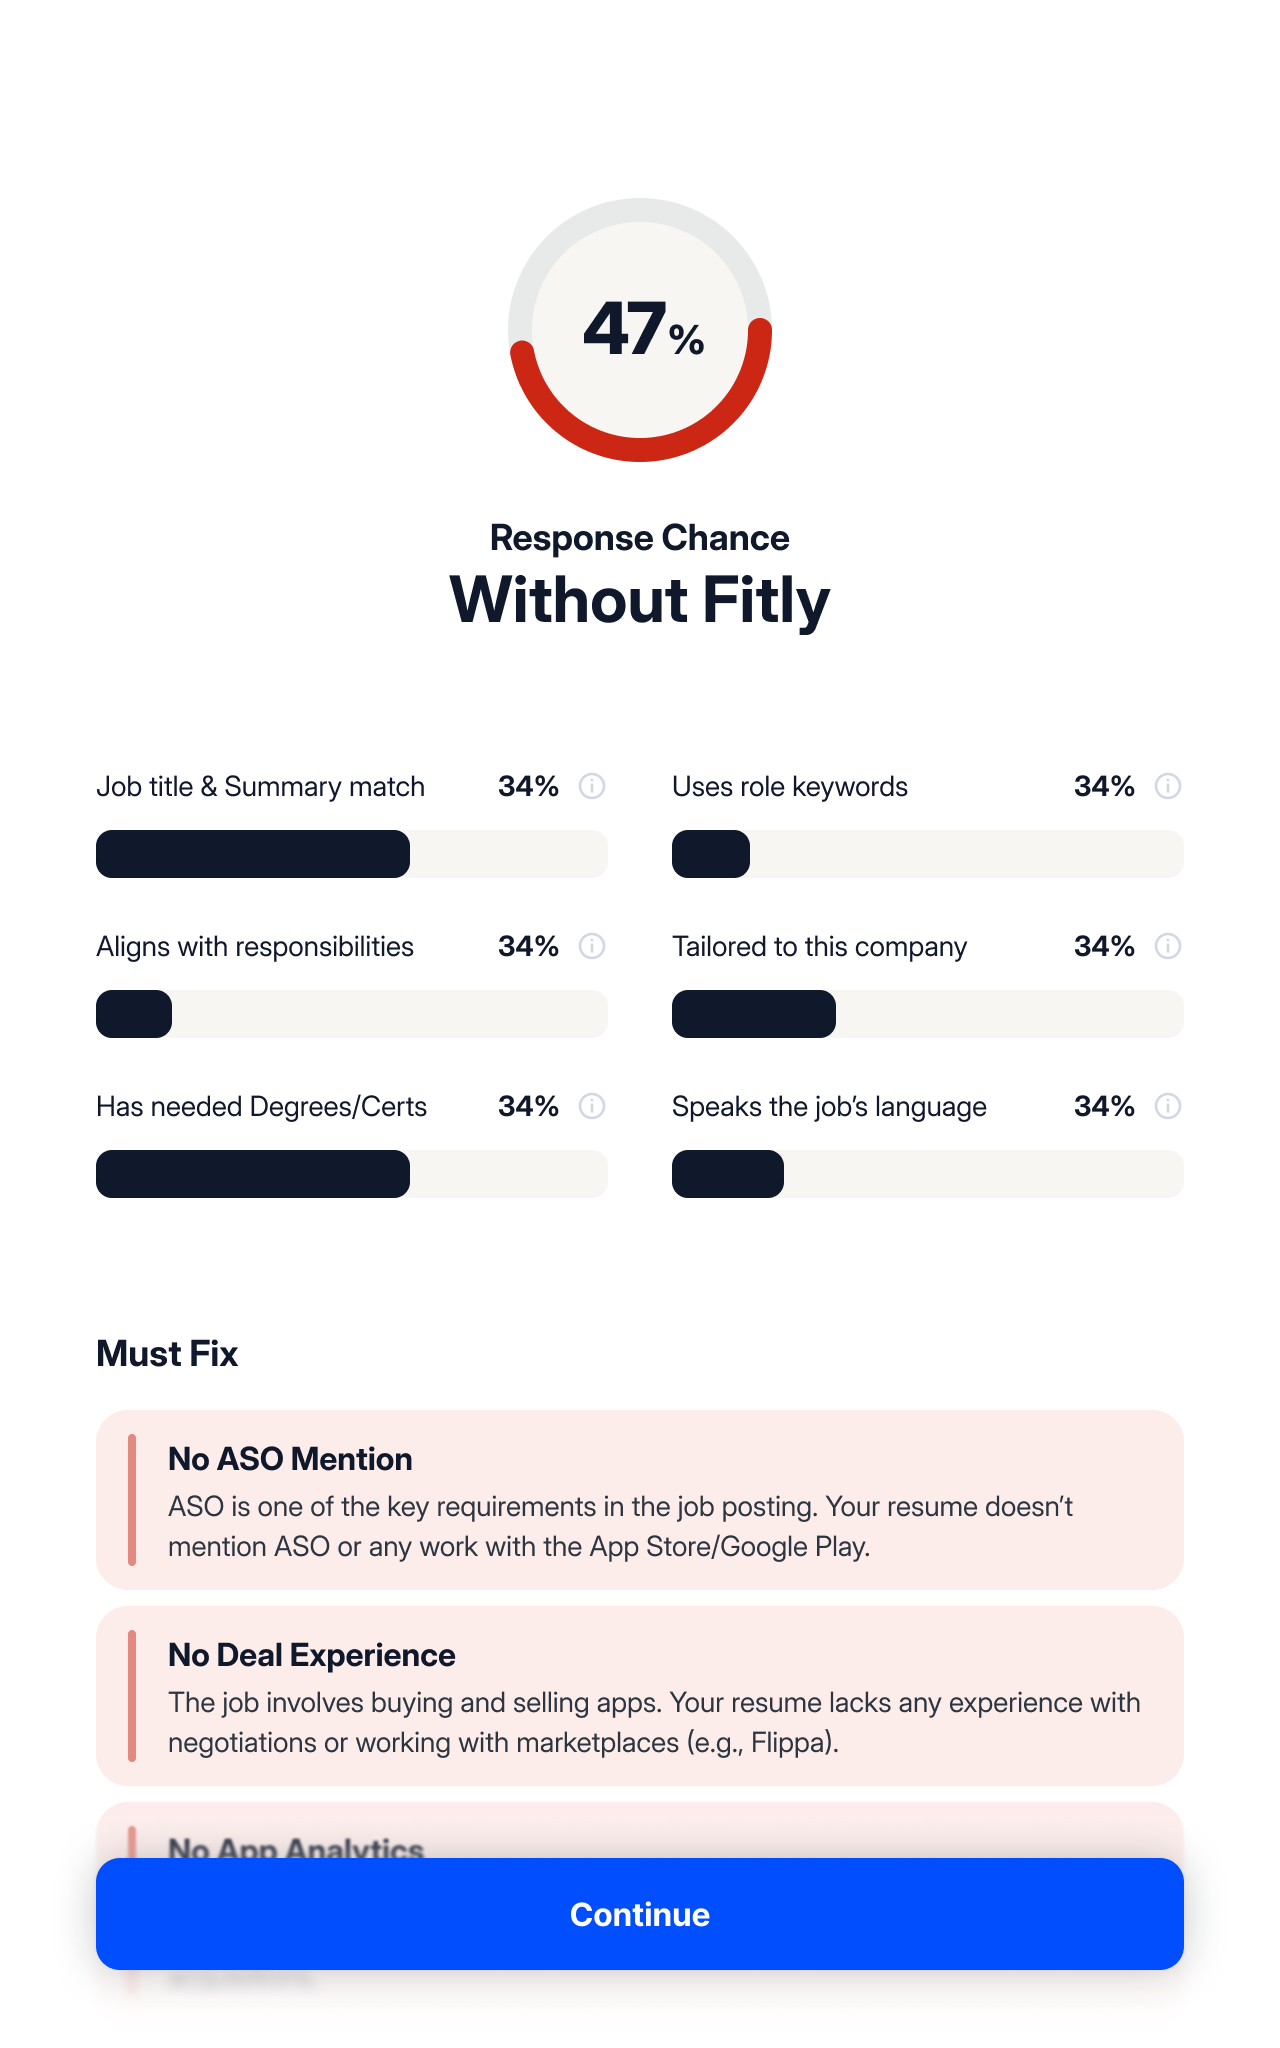 47%
Response Chance
Without Fitly
Job title & Summary match 34%
Uses role keywords 34%
Aligns with responsibilities 34%
Tailored to this company 34%
Has needed Degrees/Certs 34%
Speaks the job’s language 34%
Must Fix
No ASO Mention
ASO is one of the key requirements in the job posting. Your resume doesn’t
mention ASO or any work with the App Store/Google Play.
No Deal Experience
The job involves buying and selling apps. Your resume lacks any experience with
negotiations or working with marketplaces (e.g., Flippa).
No App Analytics
Continue